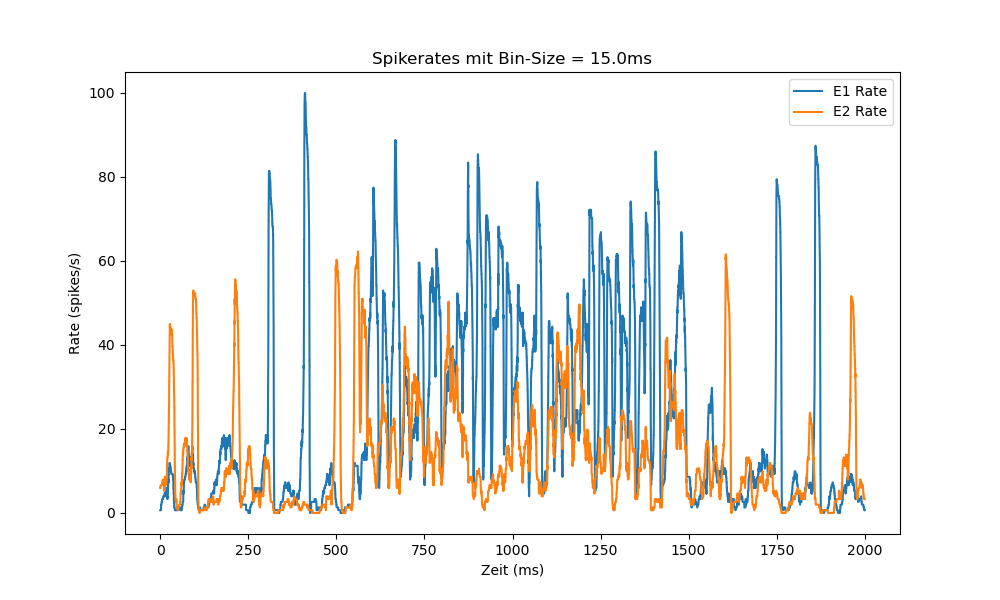 Spikerates mit Bin-Size = 15.0ms
E1 Rate
E2 Rate
100
80
60
40
20
0
Rate (spikes/s)
0 250 500 750 1000 1250 1500 1750 2000
Zeit (ms)